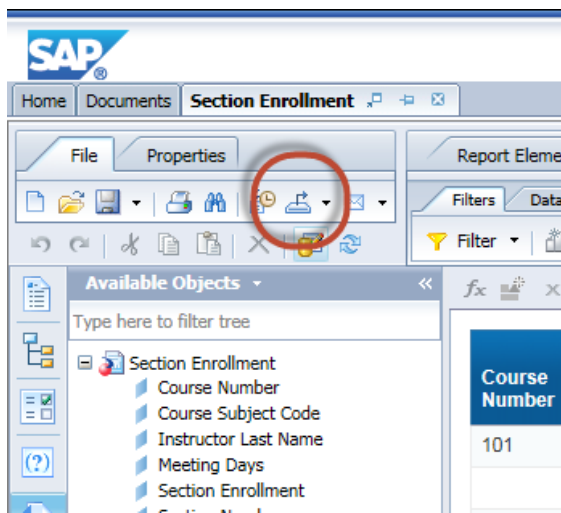 SAP®
Home Documents Section Enrollment
File Properties
Report Eleme
Filters Data
Filter
Available Objects
Type here to filter tree
fx
Section Enrollment
Course Number
Course Subject Code
Instructor Last Name
Meeting Days
Section Enrollment
Course
Number
101
(?)